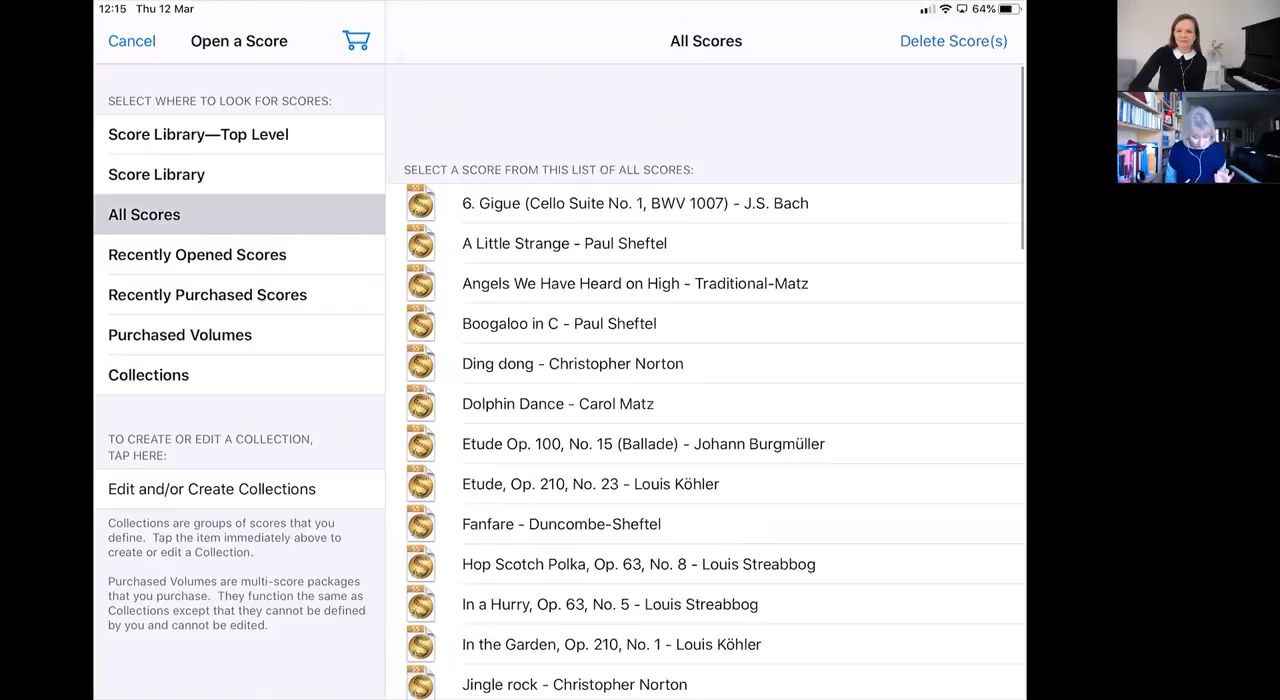 12:15 Thu 12 Mar
64%
Cancel
Open a Score
All Scores
Delete Score(s)
SELECT WHERE TO LOOK FOR SCORES:
Score Library—Top Level
Score Library
All Scores
Recently Opened Scores
Recently Purchased Scores
Purchased Volumes
Collections
TO CREATE OR EDIT A COLLECTION,
TAP HERE:
Edit and/or Create Collections
Collections are groups of scores that you
define. Tap the item immediately above to
create or edit a Collection.
Purchased Volumes are multi-score packages
that you purchase. They function the same as
Collections except that they cannot be defined
by you and cannot be edited.
SELECT A SCORE FROM THIS LIST OF ALL SCORES:
6. Gigue (Cello Suite No. 1, BWV 1007) - J.S. Bach
A Little Strange - Paul Sheftel
Angels We Have Heard on High - Traditional-Matz
Boogaloo in C - Paul Sheftel
Ding dong - Christopher Norton
Dolphin Dance - Carol Matz
Etude Op. 100, No. 15 (Ballade) - Johann Burgmüller
Etude, Op. 210, No. 23 - Louis Köhler
Fanfare - Duncombe-Sheftel
Hop Scotch Polka, Op. 63, No. 8 - Louis Streabbog
In a Hurry, Op. 63, No. 5 - Louis Streabbog
In the Garden, Op. 210, No. 1 - Louis Köhler
Jingle rock - Christopher Norton